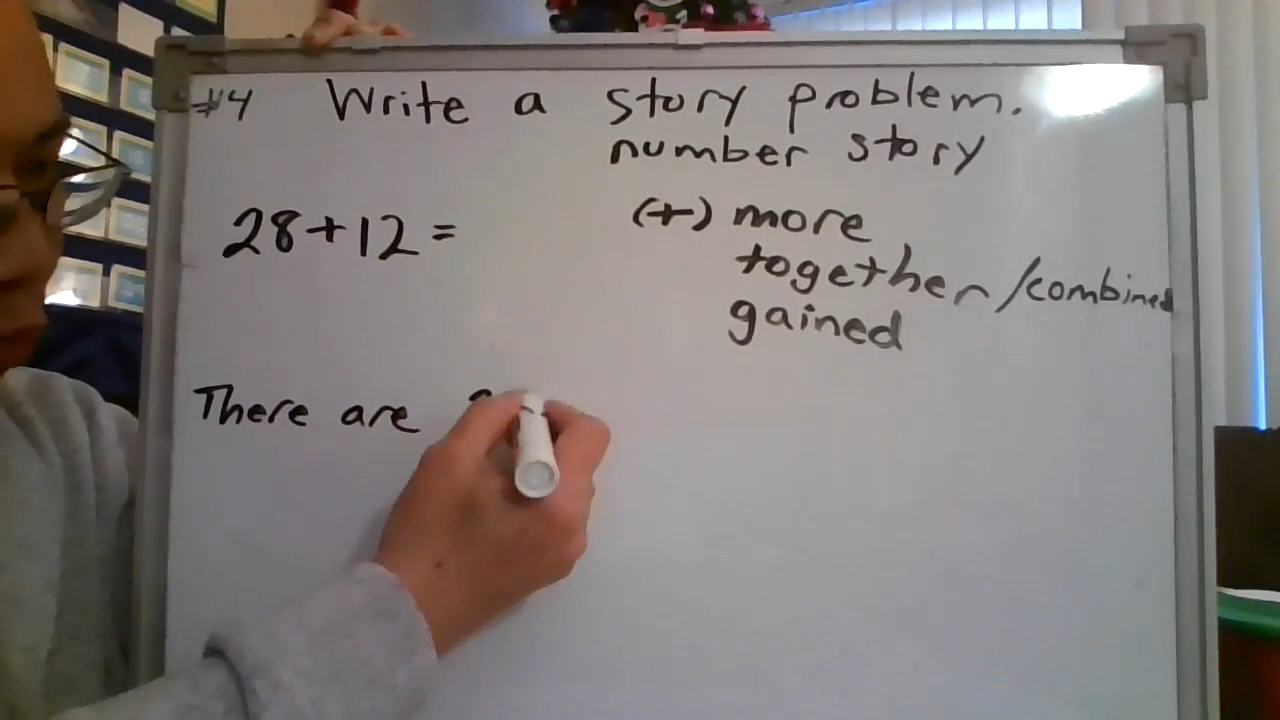 #4 Write a story problem.
number story
28+12=
(+) more
together/combined
gained
There are